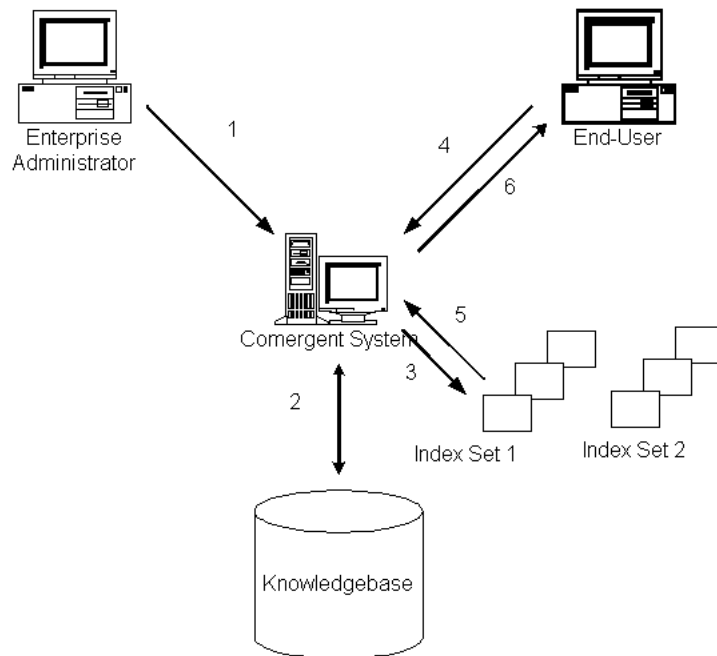 Enterprise
Administrator
End-User
1
4
6
Comergent System
5
3
2
Index Set 1
Index Set 2
Knowledgebase